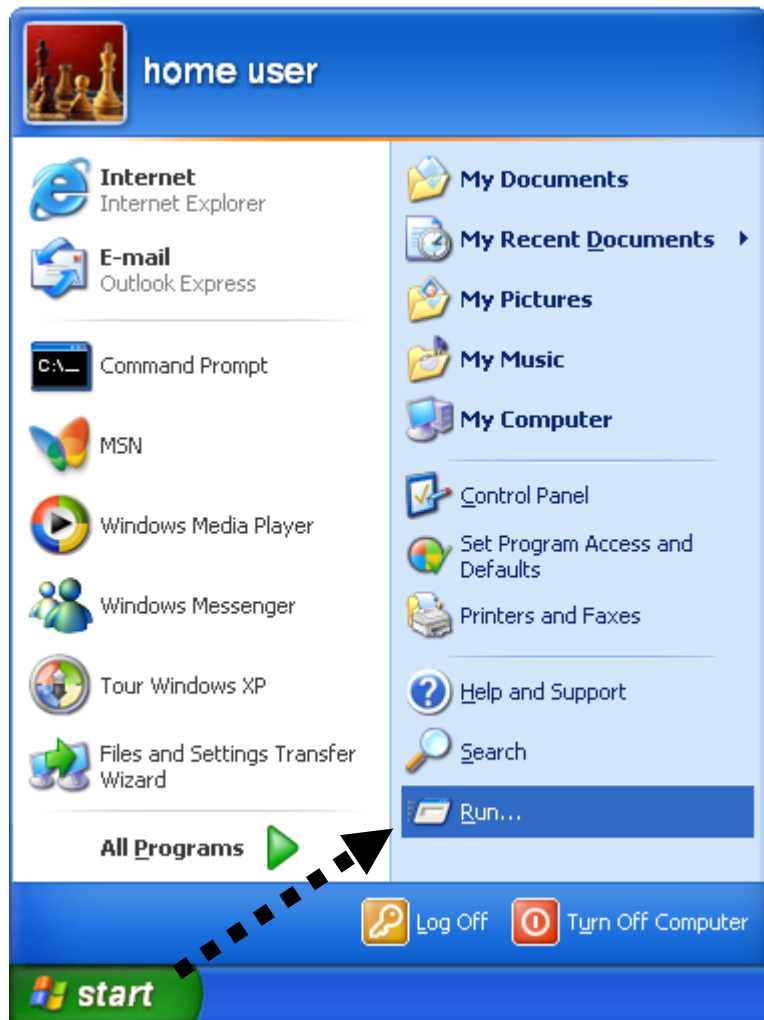 home user
Internet
Internet Explorer
E-mail
Outlook Express
C:\_
Command Prompt
MSN
Windows Media Player
Windows Messenger
Tour Windows XP
Files and Settings Transfer
Wizard
All Programs
My Documents
My Recent Documents
My Pictures
My Music
My Computer
Control Panel
Set Program Access and
Defaults
Printers and Faxes
Help and Support
Search
Run...
Log Off
Turn Off Computer
start